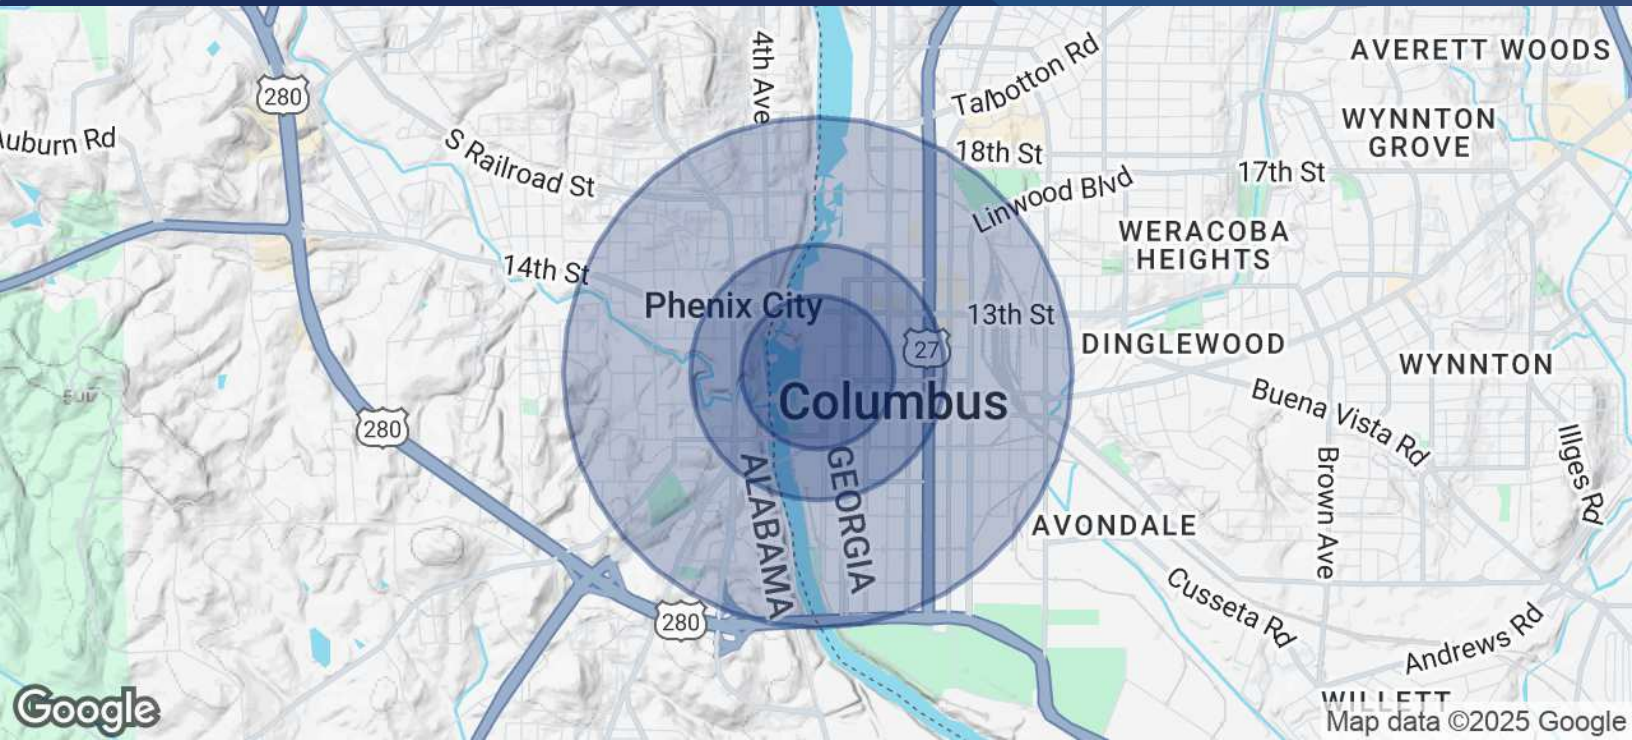 4th Ave
Talbotton Rd
AVERETT WOODS
280
WYNNTON
GROVE
Auburn Rd
S Railroad St
18th St
17th St
Linwood Blvd
WERACOBA
HEIGHTS
14th St
Phenix City
13th St
27
DINGLEWOOD
WYNNTON
Columbus
Buena Vista Rd
280
Illges Rd
Brown Ave
ALABAMA
GEORGIA
AVONDALE
Cusseta Rd
280
Andrews Rd
WILLETT
Google
Map data ©2025 Google